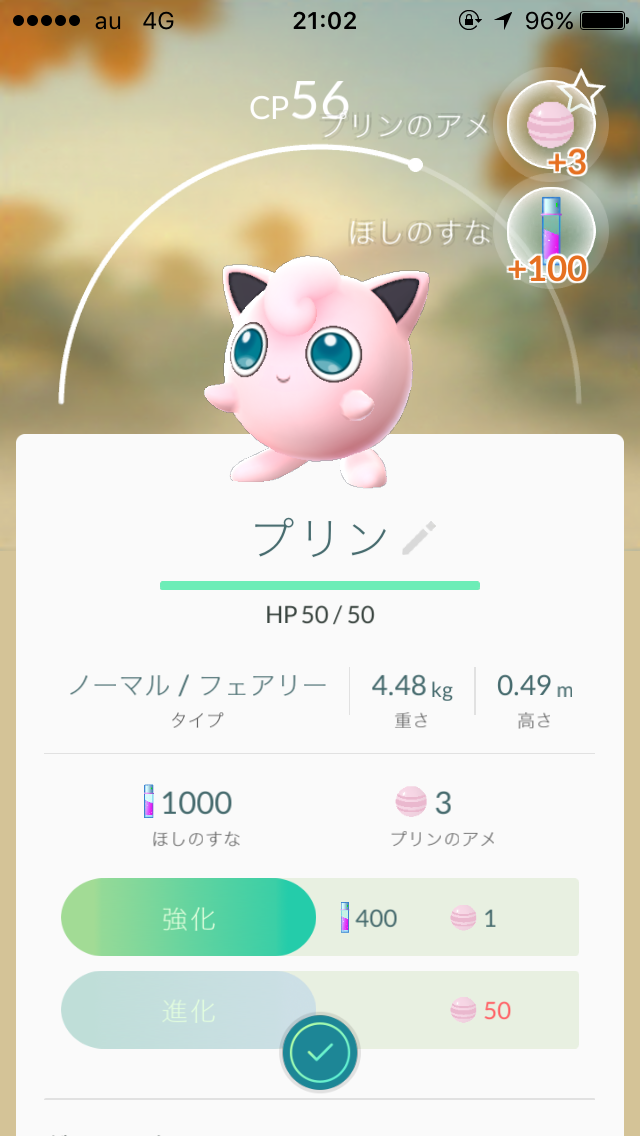 au 4G 21:02 96%
CP56
プリンのアメ
+3
ほしのすな
+100
プリン
HP 50 / 50
ノーマル / フェアリー 4.48 kg 0.49 m
タイプ 重さ 高さ
1000 3
ほしのすな プリンのアメ
強化 400 1
進化 50